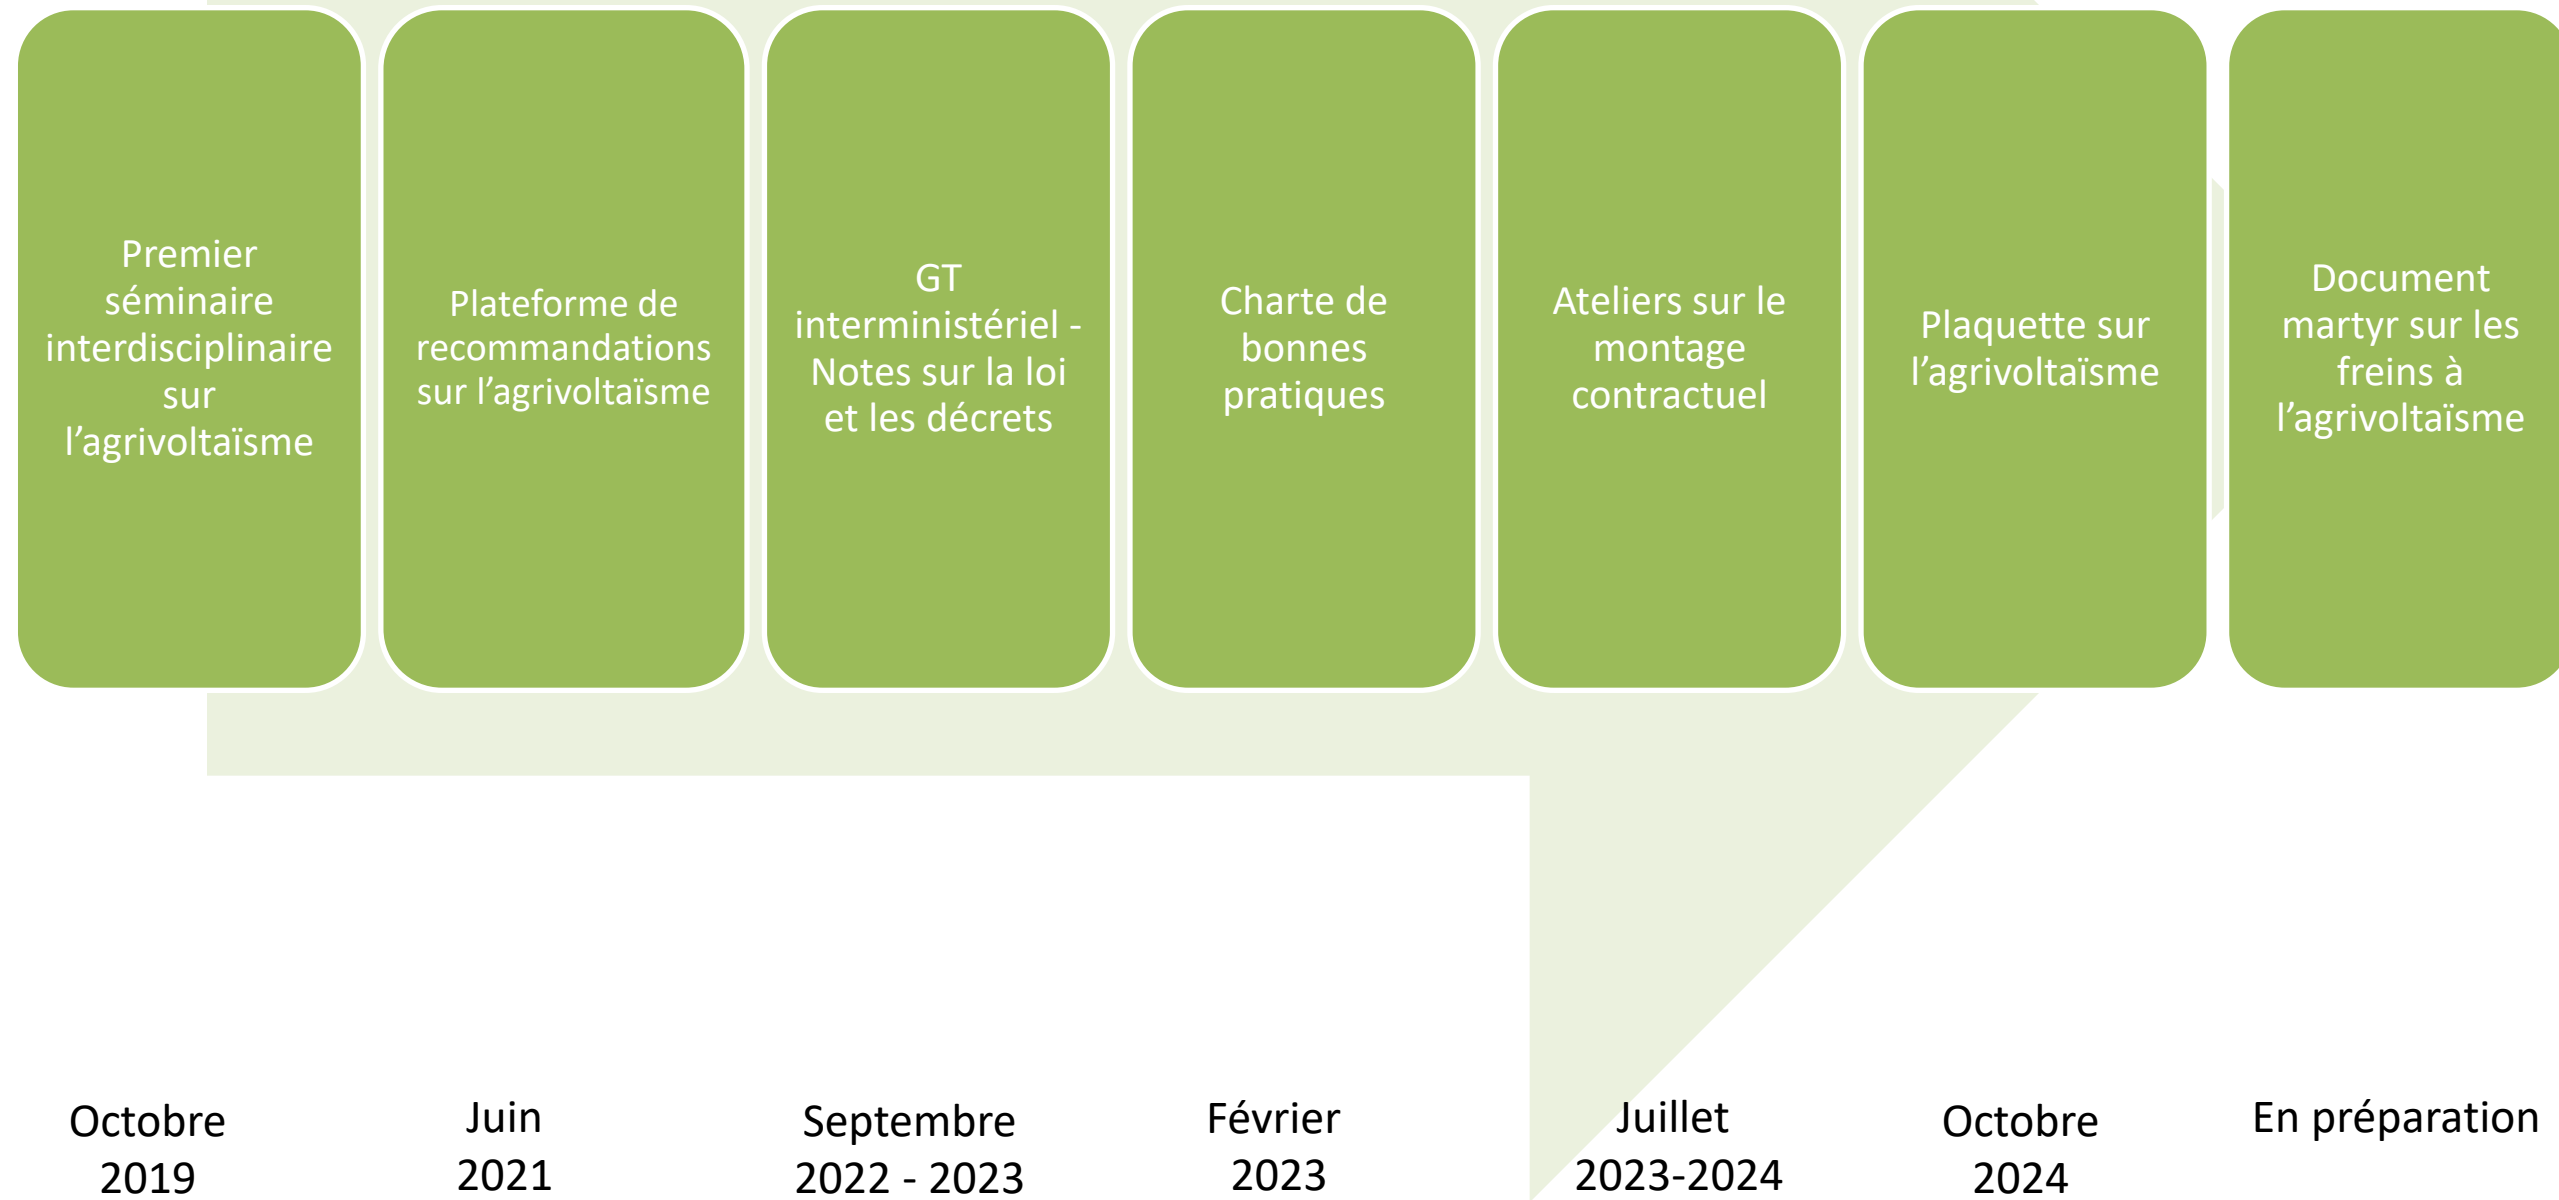 Premier
séminaire
interdisciplinaire
sur
l’agrivoltaïsme
Plateforme de
recommandations
sur l’agrivoltaïsme
GT
interministériel -
Notes sur la loi
et les décrets
Charte de
bonnes
pratiques
Ateliers sur le
montage
contractuel
Plaquette sur
l’agrivoltaïsme
Document
martyr sur les
freins à
l’agrivoltaïsme
Octobre
2019
Juin
2021
Septembre
2022 - 2023
Février
2023
Juillet
2023-2024
Octobre
2024
En préparation